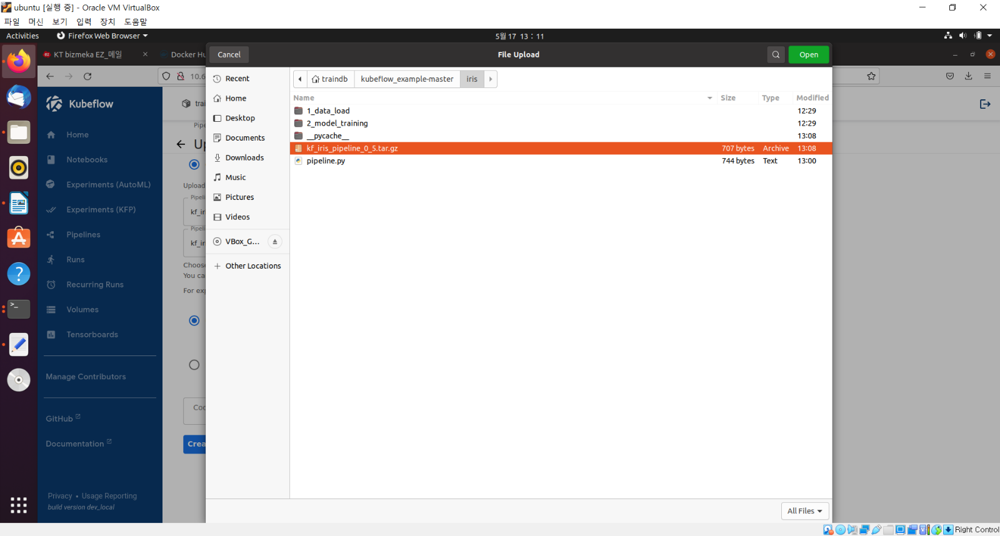 ubuntu [실행 중] - Oracle VM VirtualBox
파일 머신 보기 입력 장치 도움말
Activities Firefox Web Browser 5월 17 13 : 11
KT bizmeka EZ_메일 Docker Hu
Cancel File Upload Open
10.6
Kubeflow
Home
Notebooks
Experiments (AutoML)
Experiments (KFP)
Pipelines
Runs
Recurring Runs
Volumes
Tensorboards
Manage Contributors
GitHub
Documentation
Privacy • Usage Reporting
build version dev_local
trai
Pipe
Up
Upload
Pipeli
kf_iri
Pipeli
kf_iri
Choose
You ca
For exp
Cod
Crea
Recent
Home
Desktop
Documents
Downloads
Music
Pictures
Videos
VBox_G...
Other Locations
traindb kubeflow_example-master iris
Name Size Type Modified
1_data_load 12:29
2_model_training 12:29
__pycache__ 13:08
kf_iris_pipeline_0_5.tar.gz 707 bytes Archive 13:08
pipeline.py 744 bytes Text 13:00
All Files
Right Control